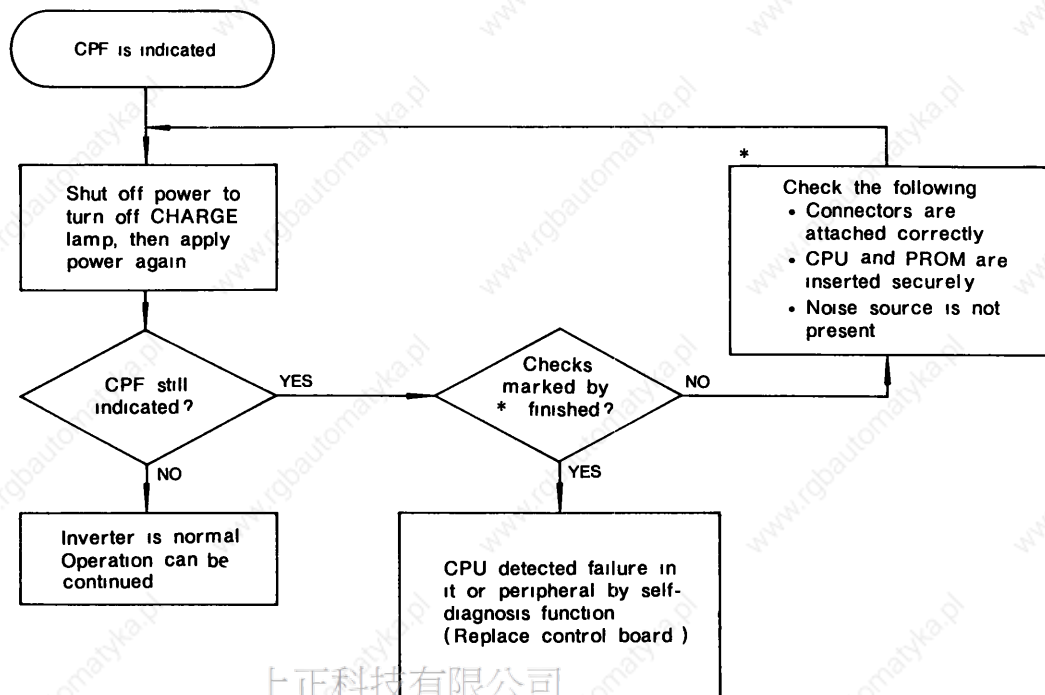 CPF is indicated
Shut off power to
turn off CHARGE
lamp, then apply
power again
CPF still
indicated?
YES
NO
Inverter is normal
Operation can be
continued
Checks
marked by
* finished?
NO
YES
CPU detected failure in
it or peripheral by self-
diagnosis function
(Replace control board)
*
Check the following
• Connectors are
attached correctly
• CPU and PROM are
inserted securely
• Noise source is not
present
www.rgbautomatyka.pl
上正科技有限公司